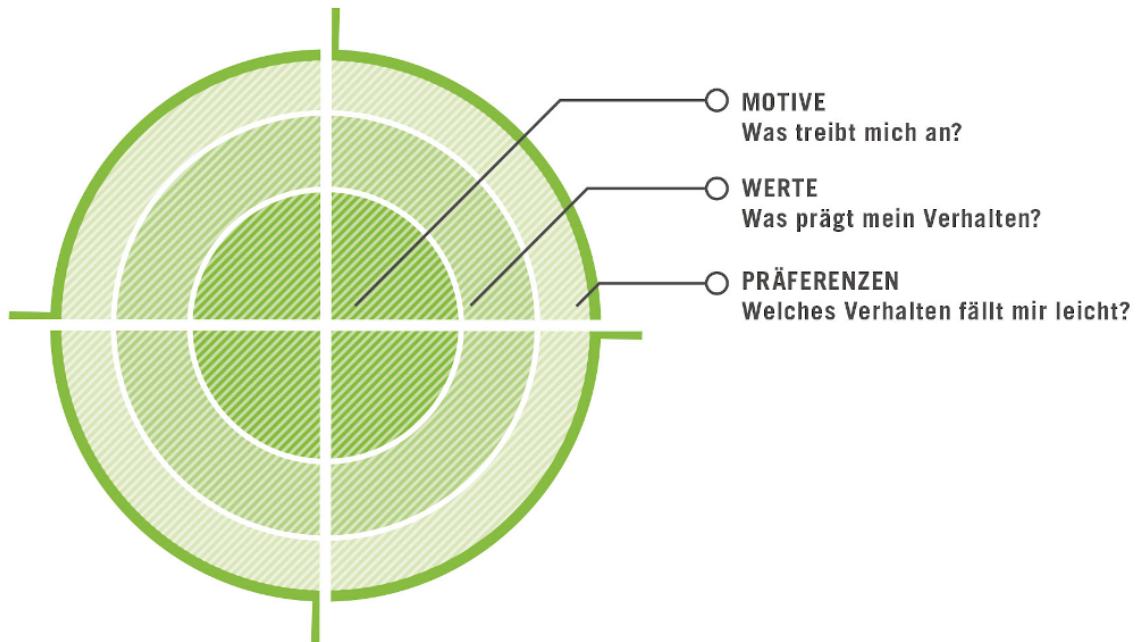 MOTIVE
Was treibt mich an?
WERTE
Was prägt mein Verhalten?
PRÄFERENZEN
Welches Verhalten fällt mir leicht?